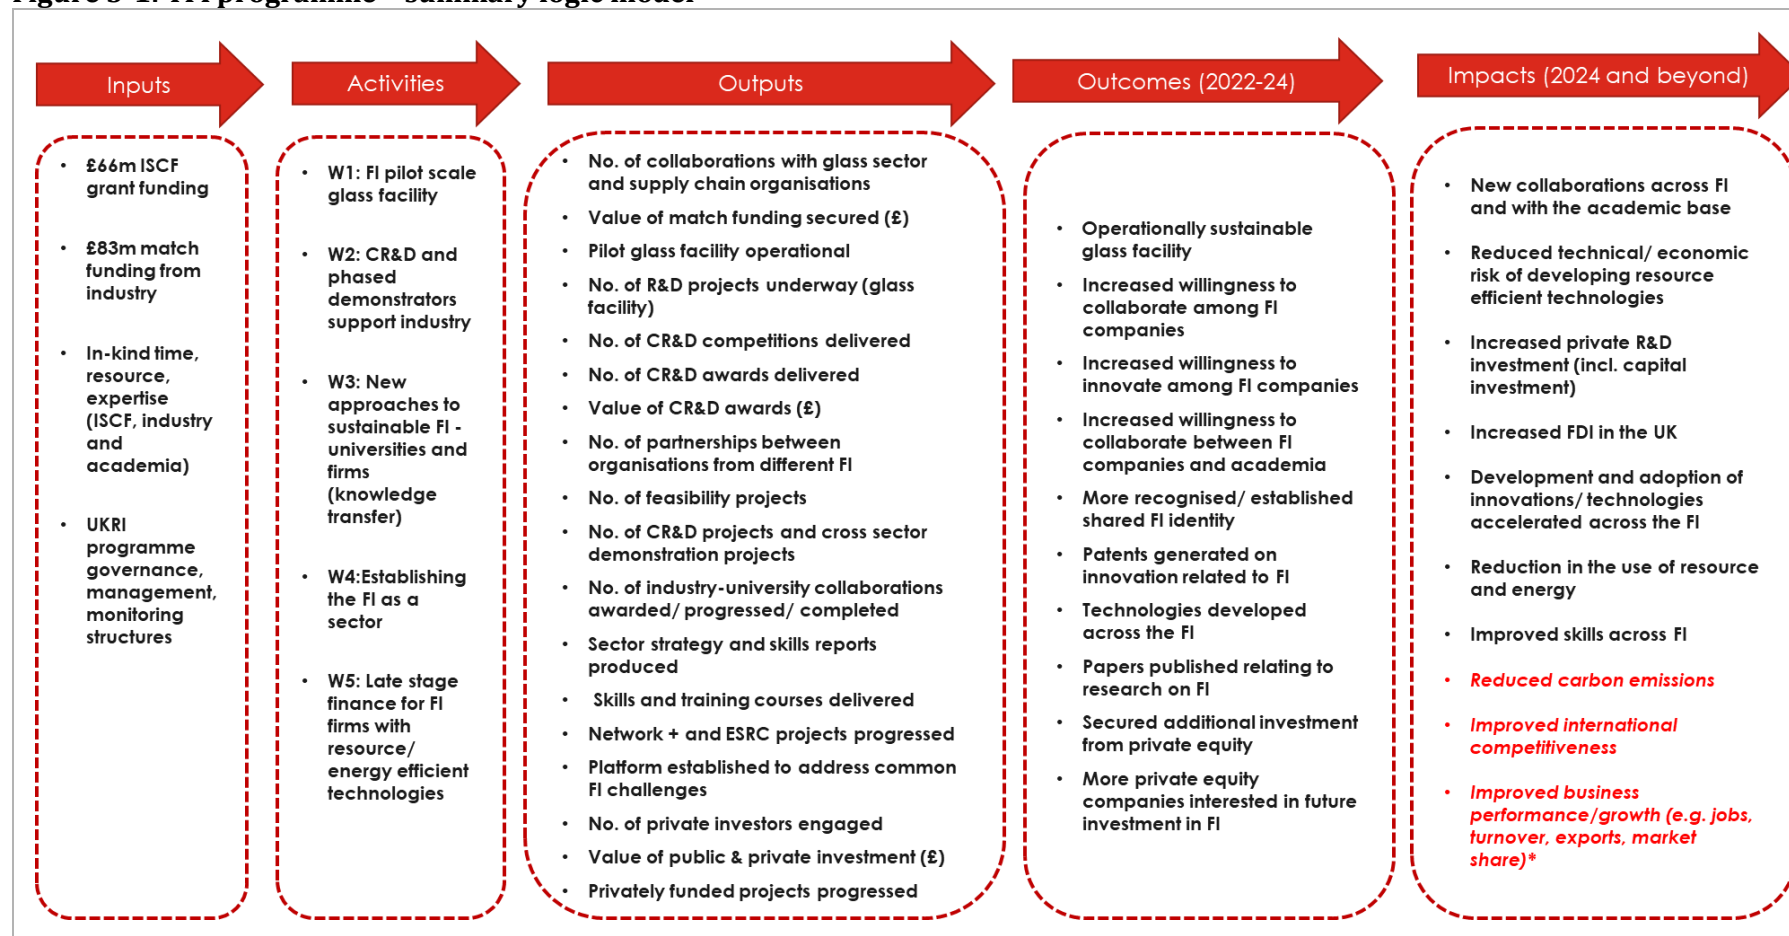 Inputs
Activities
Outputs
Outcomes (2022-24)
Impacts (2024 and beyond)
• £66m ISCF
grant funding
• £83m match
funding from
industry
• In-kind time,
resource,
expertise
(ISCF, industry
and
academia)
• UKRI
programme
governance,
management,
monitoring
structures
• W1: FI pilot scale
glass facility
• W2: CR&D and
phased
demonstrators
support industry
• W3: New
approaches to
sustainable FI -
universities and
firms
(knowledge
transfer)
• W4:Establishing
the FI as a
sector
• W5: Late stage
finance for FI
firms with
resource/
energy efficient
technologies
• No. of collaborations with glass sector
and supply chain organisations
• Value of match funding secured (£)
• Pilot glass facility operational
• No. of R&D projects underway (glass
facility)
• No. of CR&D competitions delivered
• No. of CR&D awards delivered
• Value of CR&D awards (£)
• No. of partnerships between
organisations from different FI
• No. of feasibility projects
• No. of CR&D projects and cross sector
demonstration projects
• No. of industry-university collaborations
awarded/ progressed/ completed
• Sector strategy and skills reports
produced
• Skills and training courses delivered
• Network + and ESRC projects progressed
• Platform established to address common
FI challenges
• No. of private investors engaged
• Value of public & private investment (£)
• Privately funded projects progressed
• Operationally sustainable
glass facility
• Increased willingness to
collaborate among FI
companies
• Increased willingness to
innovate among FI companies
• Increased willingness to
collaborate between FI
companies and academia
• More recognised/ established
shared FI identity
• Patents generated on
innovation related to FI
• Technologies developed
across the FI
• Papers published relating to
research on FI
• Secured additional investment
from private equity
• More private equity
companies interested in future
investment in FI
• New collaborations across FI
and with the academic base
• Reduced technical/ economic
risk of developing resource
efficient technologies
• Increased private R&D
investment (incl. capital
investment)
• Increased FDI in the UK
• Development and adoption of
innovations/ technologies
accelerated across the FI
• Reduction in the use of resource
and energy
• Improved skills across FI
• Reduced carbon emissions
• Improved international
competitiveness
• Improved business
performance/growth (e.g. jobs,
turnover, exports, market
share)*